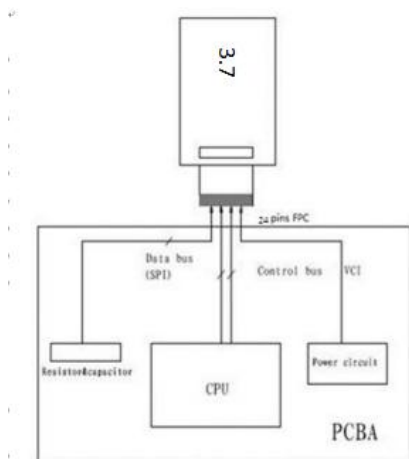 3.7
24 pins FPC
Data bus
(SPI)
Control bus
VCI
Resistor&capacitor
CPU
Power circuit
PCBA